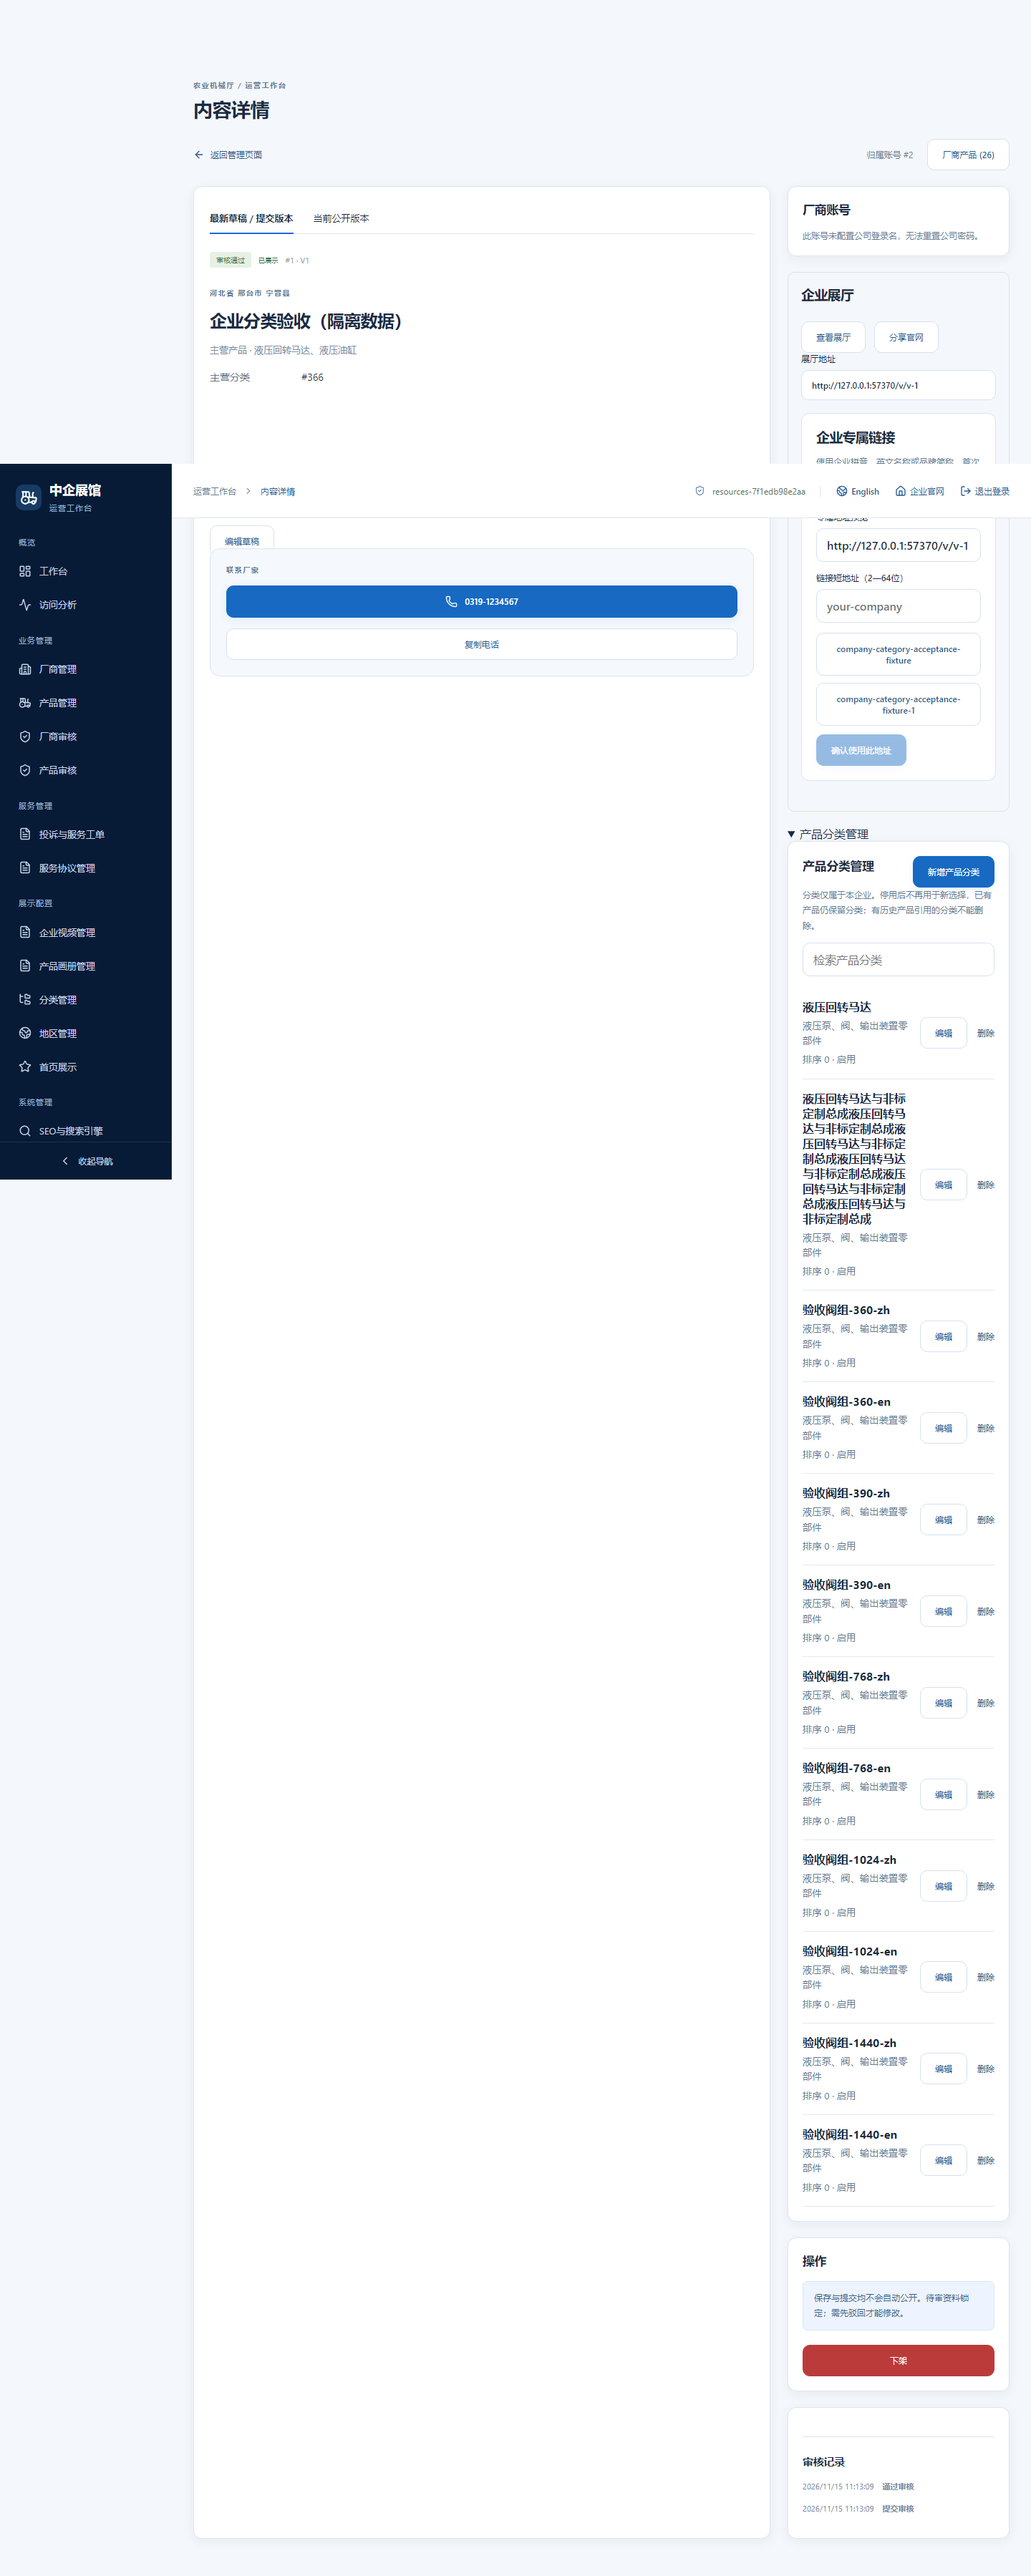 农业机械厅 / 运营工作台
内容详情
返回管理页面
归属账号 #2
厂商产品 (26)
最新草稿 / 提交版本
当前公开版本
审核通过
已展示
#1 · V1
河北省 邢台市 宁晋县
企业分类验收（隔离数据）
主营产品 · 液压回转马达、液压油缸
主营分类
#366
厂商账号
此账号未配置公司登录名，无法重置公司密码。
企业展厅
查看展厅
分享官网
展厅地址
http://127.0.0.1:57370/v/v-1
企业专属链接
使用企业拼音、英文名称或品牌简称，首次
中企展馆
运营工作台
运营工作台
内容详情
resources-7f1edb98e2aa
English
企业官网
退出登录
概览
工作台
访问分析
业务管理
厂商管理
产品管理
厂商审核
产品审核
服务管理
投诉与服务工单
服务协议管理
展示配置
企业视频管理
产品画册管理
分类管理
地区管理
首页展示
系统管理
SEO与搜索引擎
收起导航
编辑草稿
联系厂家
0319-1234567
复制电话
http://127.0.0.1:57370/v/v-1
链接短地址（2—64位）
your-company
company-category-acceptance-
fixture
company-category-acceptance-
fixture-1
确认使用此地址
产品分类管理
产品分类管理
新增产品分类
分类仅属于本企业。停用后不再用于新选择，已有
产品仍保留分类；有历史产品引用的分类不能删
除。
检索产品分类
液压回转马达
液压泵、阀、输出装置零
部件
排序 0 · 启用
编辑
删除
液压回转马达与非标
定制总成液压回转马
达与非标定制总成液
压回转马达与非标定
制总成液压回转马达
与非标定制总成液压
回转马达与非标定制
总成液压回转马达与
非标定制总成
液压泵、阀、输出装置零
部件
排序 0 · 启用
编辑
删除
验收阀组-360-zh
液压泵、阀、输出装置零
部件
排序 0 · 启用
编辑
删除
验收阀组-360-en
液压泵、阀、输出装置零
部件
排序 0 · 启用
编辑
删除
验收阀组-390-zh
液压泵、阀、输出装置零
部件
排序 0 · 启用
编辑
删除
验收阀组-390-en
液压泵、阀、输出装置零
部件
排序 0 · 启用
编辑
删除
验收阀组-768-zh
液压泵、阀、输出装置零
部件
排序 0 · 启用
编辑
删除
验收阀组-768-en
液压泵、阀、输出装置零
部件
排序 0 · 启用
编辑
删除
验收阀组-1024-zh
液压泵、阀、输出装置零
部件
排序 0 · 启用
编辑
删除
验收阀组-1024-en
液压泵、阀、输出装置零
部件
排序 0 · 启用
编辑
删除
验收阀组-1440-zh
液压泵、阀、输出装置零
部件
排序 0 · 启用
编辑
删除
验收阀组-1440-en
液压泵、阀、输出装置零
部件
排序 0 · 启用
编辑
删除
操作
保存与提交均不会自动公开。待审资料锁
定；需先驳回才能修改。
下架
审核记录
2026/11/15 11:13:09 通过审核
2026/11/15 11:13:09 提交审核